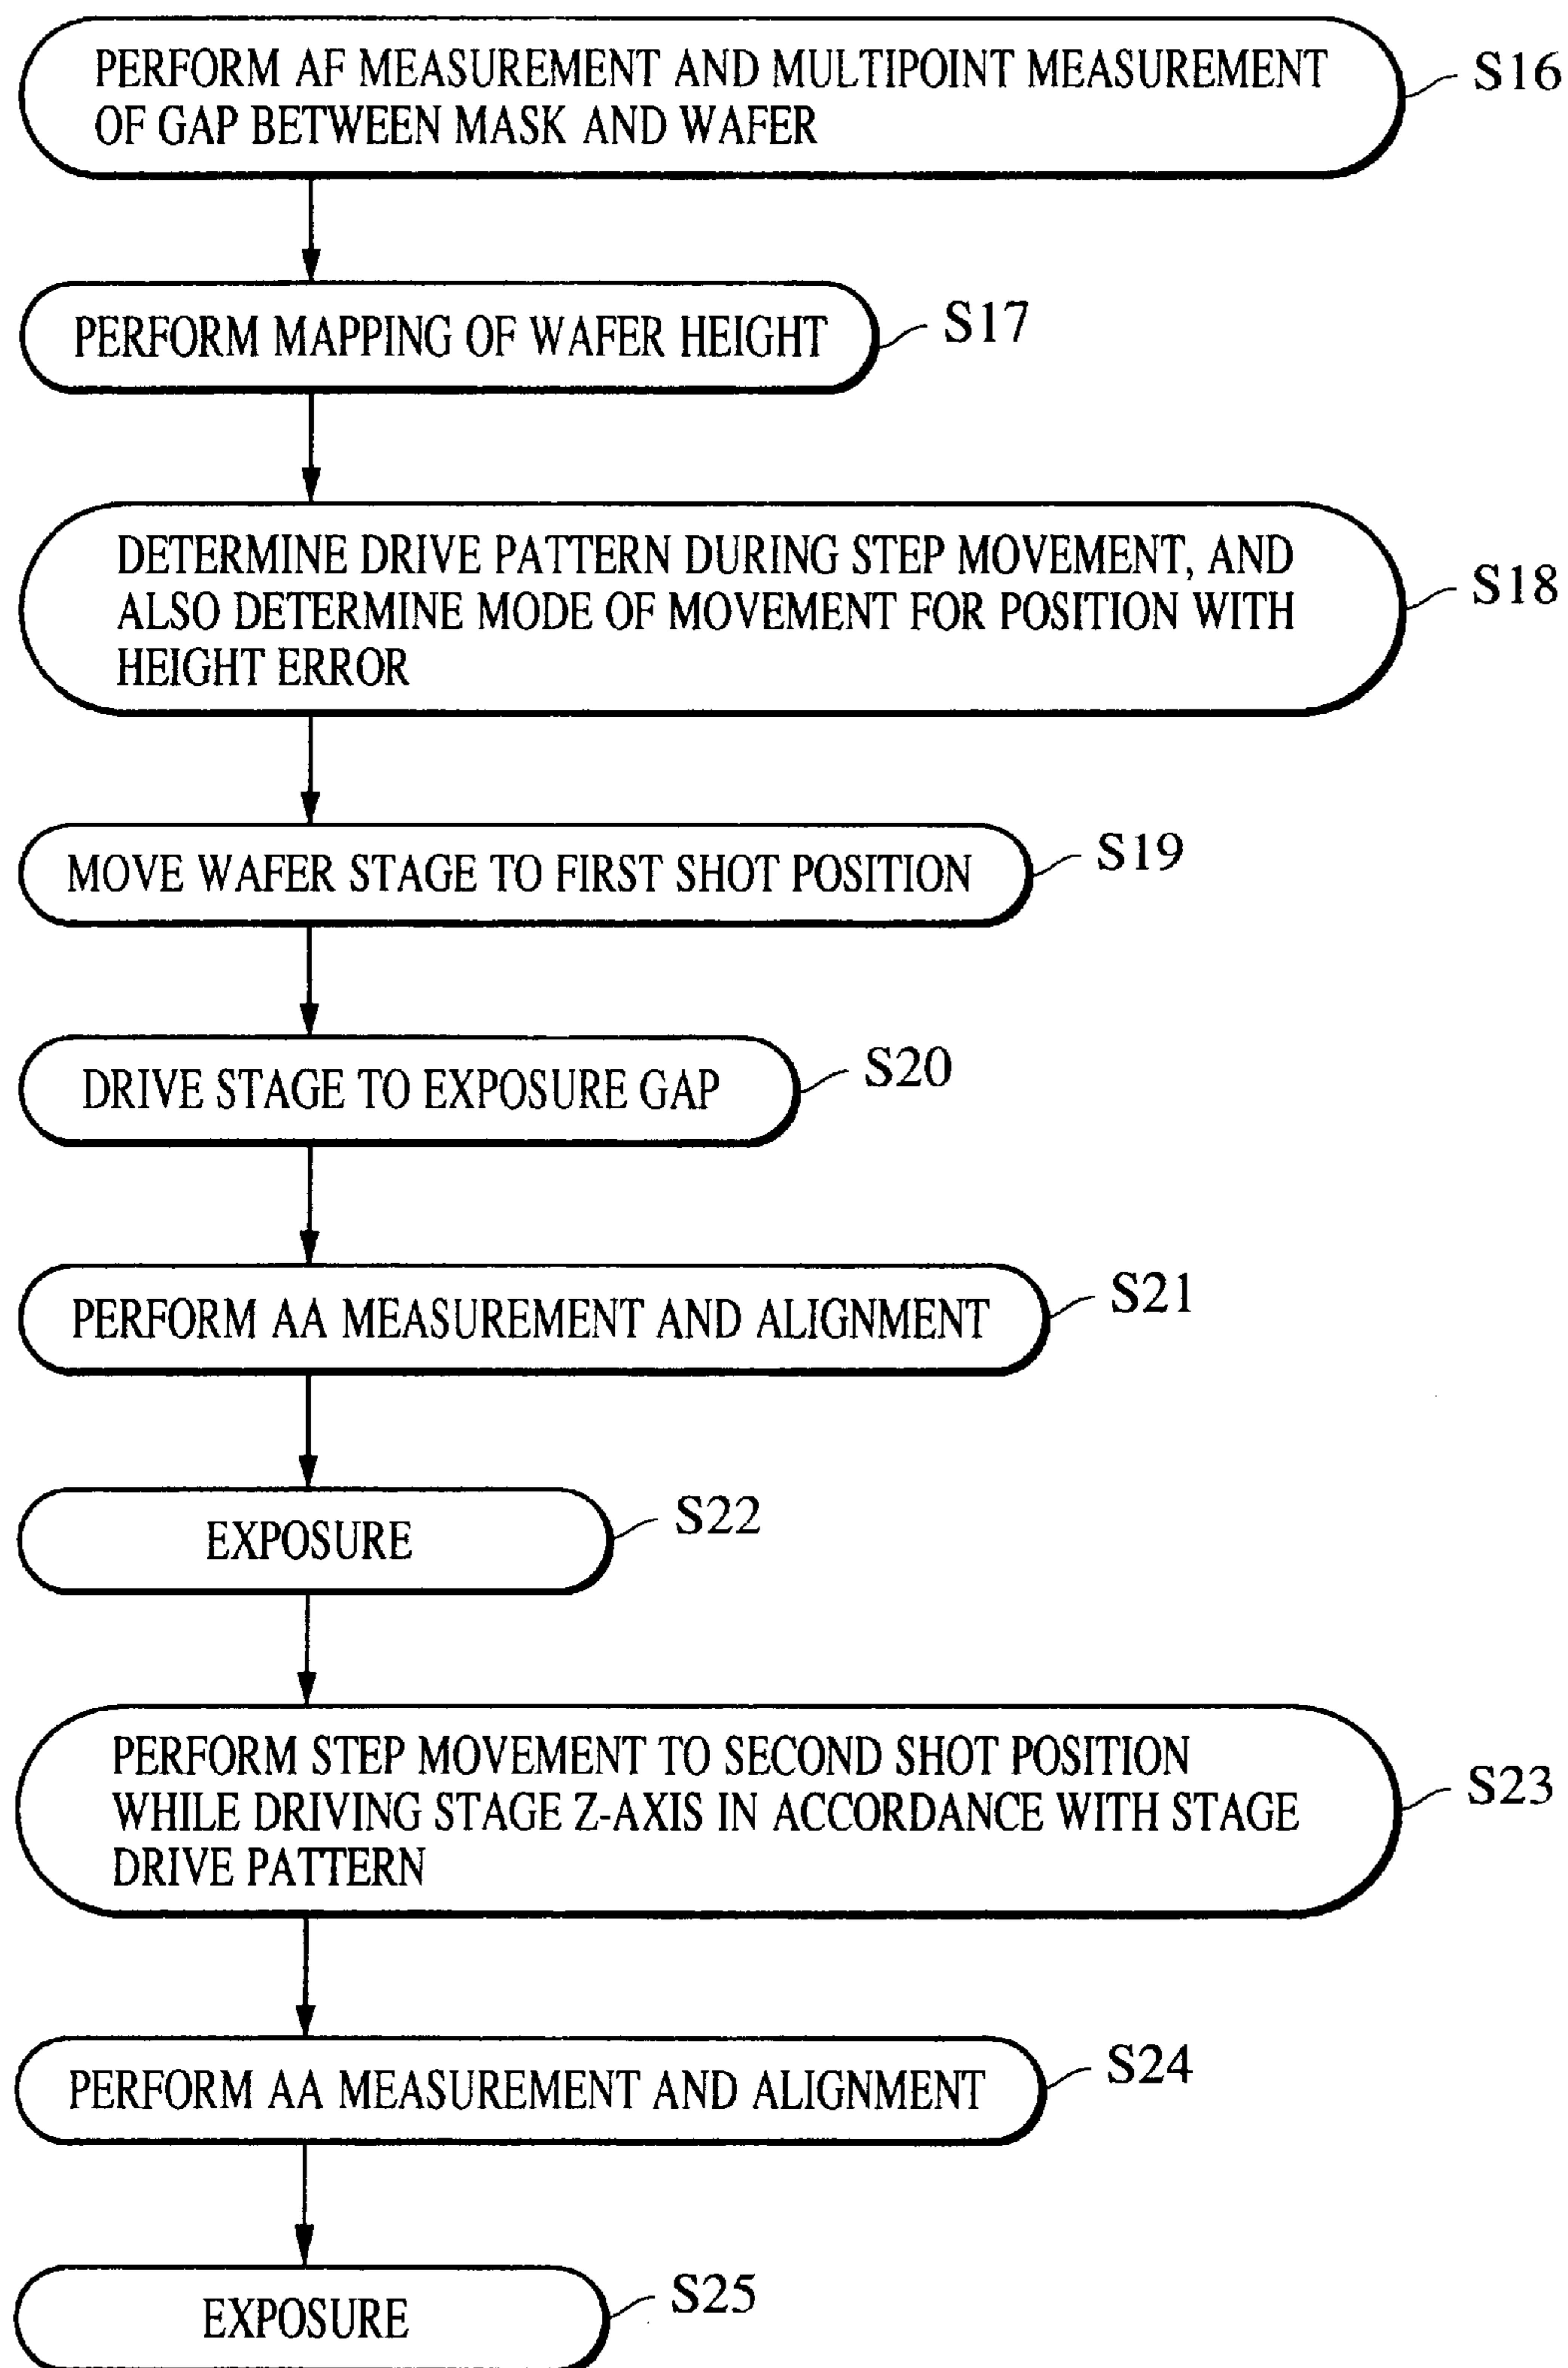 PERFORM AF MEASUREMENT AND MULTIPOINT MEASUREMENT
OF GAP BETWEEN MASK AND WAFER
S16
PERFORM MAPPING OF WAFER HEIGHT
S17
DETERMINE DRIVE PATTERN DURING STEP MOVEMENT, AND
ALSO DETERMINE MODE OF MOVEMENT FOR POSITION WITH
HEIGHT ERROR
S18
MOVE WAFER STAGE TO FIRST SHOT POSITION
S19
DRIVE STAGE TO EXPOSURE GAP
S20
PERFORM AA MEASUREMENT AND ALIGNMENT
S21
EXPOSURE
S22
PERFORM STEP MOVEMENT TO SECOND SHOT POSITION
WHILE DRIVING STAGE Z-AXIS IN ACCORDANCE WITH STAGE
DRIVE PATTERN
S23
PERFORM AA MEASUREMENT AND ALIGNMENT
S24
EXPOSURE
S25